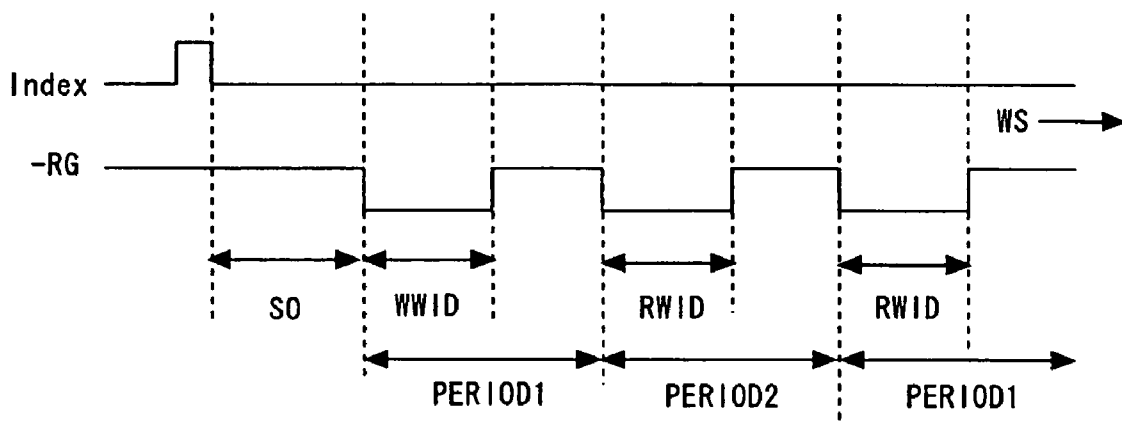 Index
WS
-RG
SO WWID RWID RWID
PERIOD1 PERIOD2 PERIOD1